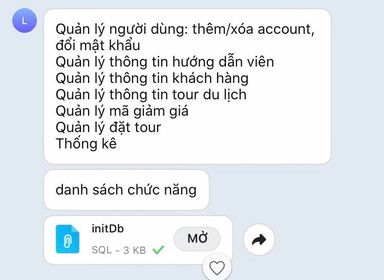 L
Quản lý người dùng: thêm/xóa account,
đổi mật khẩu
Quản lý thông tin hướng dẫn viên
Quản lý thông tin khách hàng
Quản lý thông tin tour du lịch
Quản lý mã giảm giá
Quản lý đặt tour
Thống kê
danh sách chức năng
initDb
SQL - 3 KB
MỞ